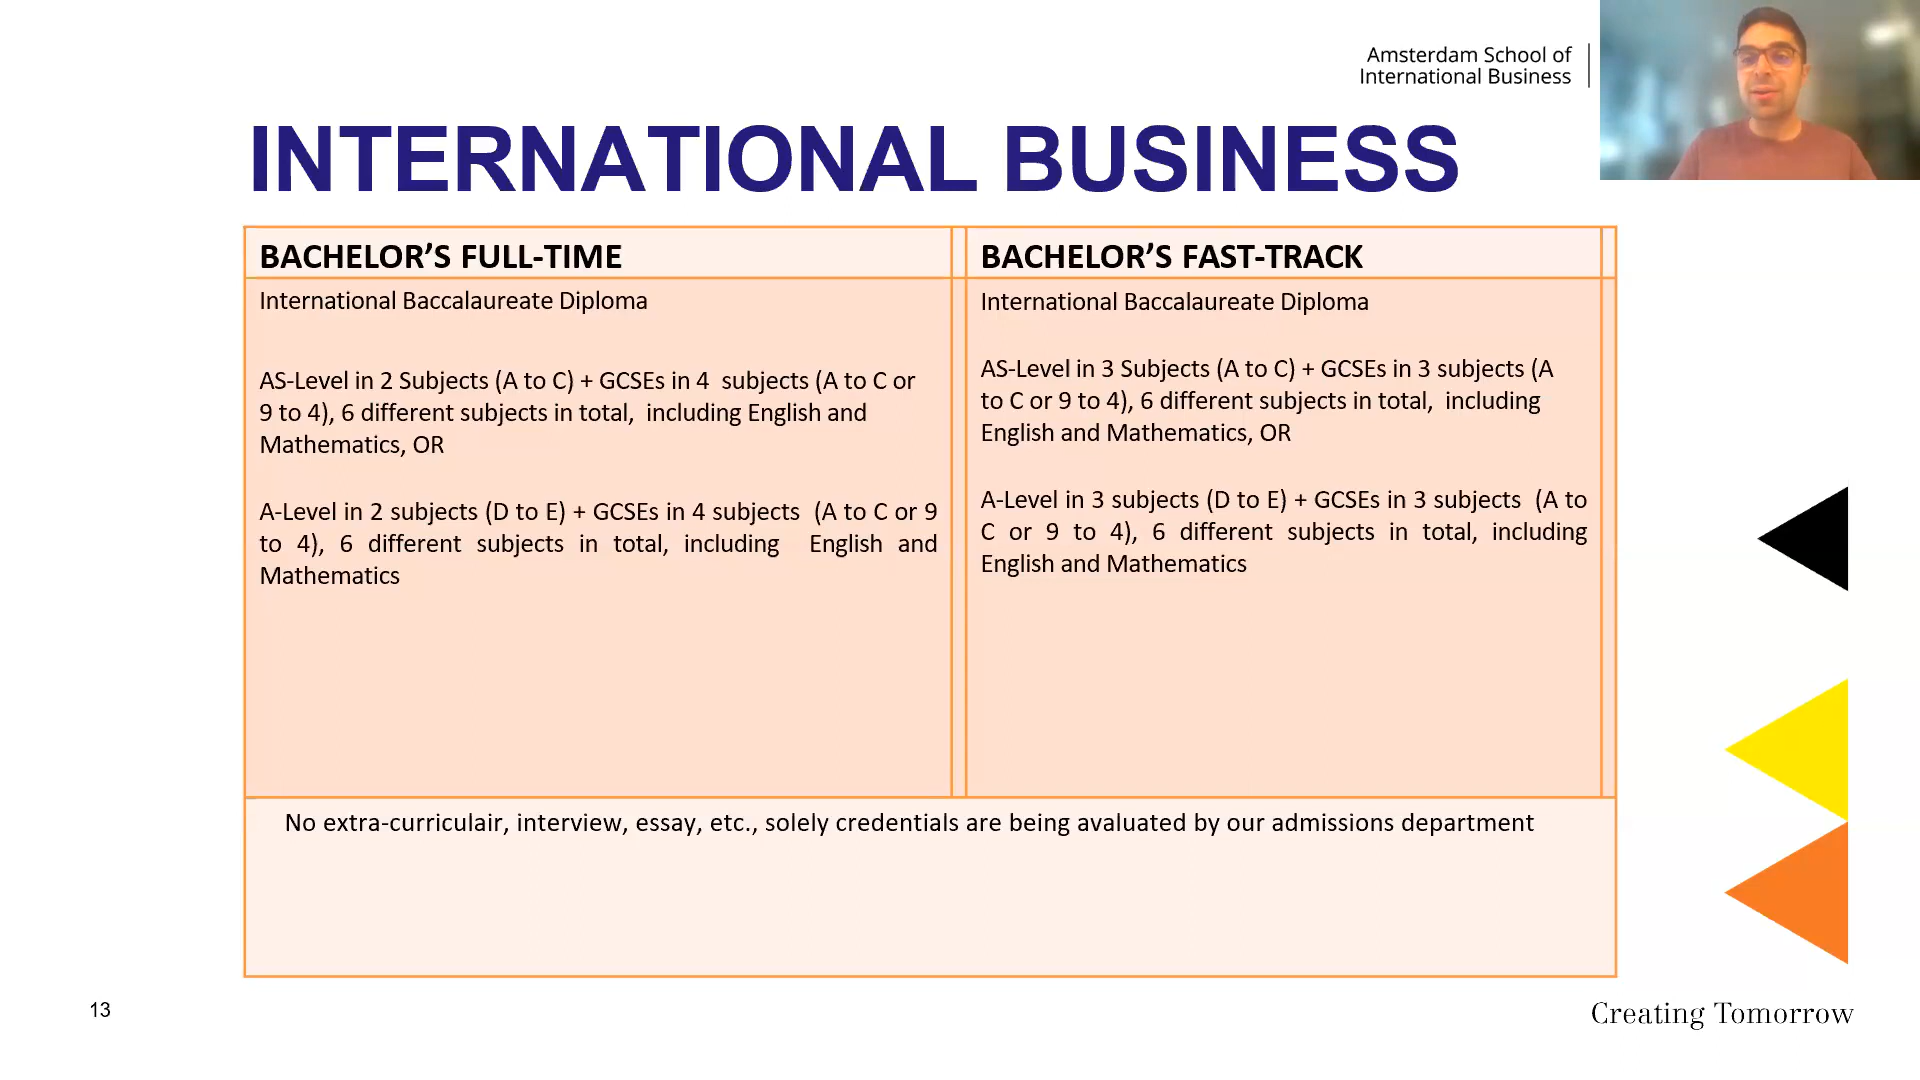 Amsterdam School of
International Business
INTERNATIONAL BUSINESS
BACHELOR’S FULL-TIME
International Baccalaureate Diploma
AS-Level in 2 Subjects (A to C) + GCSEs in 4 subjects (A to C or
9 to 4), 6 different subjects in total, including English and
Mathematics, OR
A-Level in 2 subjects (D to E) + GCSEs in 4 subjects (A to C or 9
to 4), 6 different subjects in total, including English and
Mathematics
BACHELOR’S FAST-TRACK
International Baccalaureate Diploma
AS-Level in 3 Subjects (A to C) + GCSEs in 3 subjects (A
to C or 9 to 4), 6 different subjects in total, including
English and Mathematics, OR
A-Level in 3 subjects (D to E) + GCSEs in 3 subjects (A to
C or 9 to 4), 6 different subjects in total, including
English and Mathematics
No extra-curriculair, interview, essay, etc., solely credentials are being evaluated by our admissions department
13
Creating Tomorrow